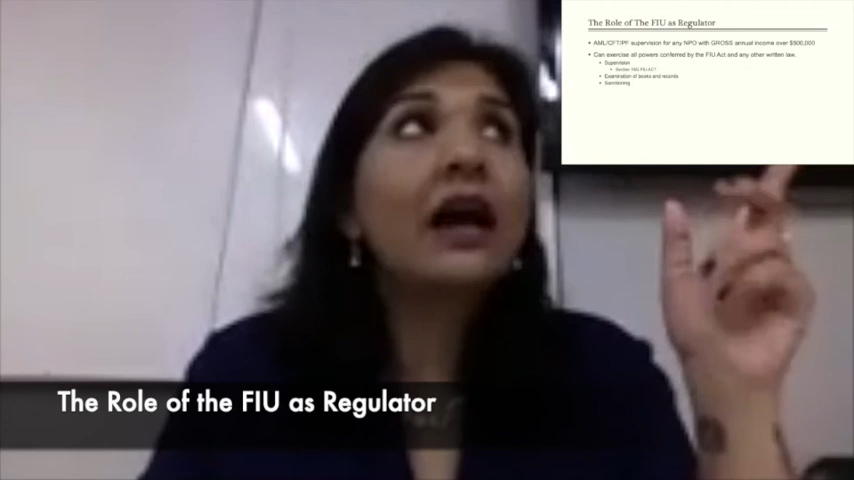 The Role of The FIU as Regulator
• AML/CFT/PF supervision for any NPO with GROSS annual income over $500,000
• Can exercise all powers conferred by the FIU Act and any other written law.
• Supervision
• Examination of books and records
• Sanctioning
The Role of the FIU as Regulator